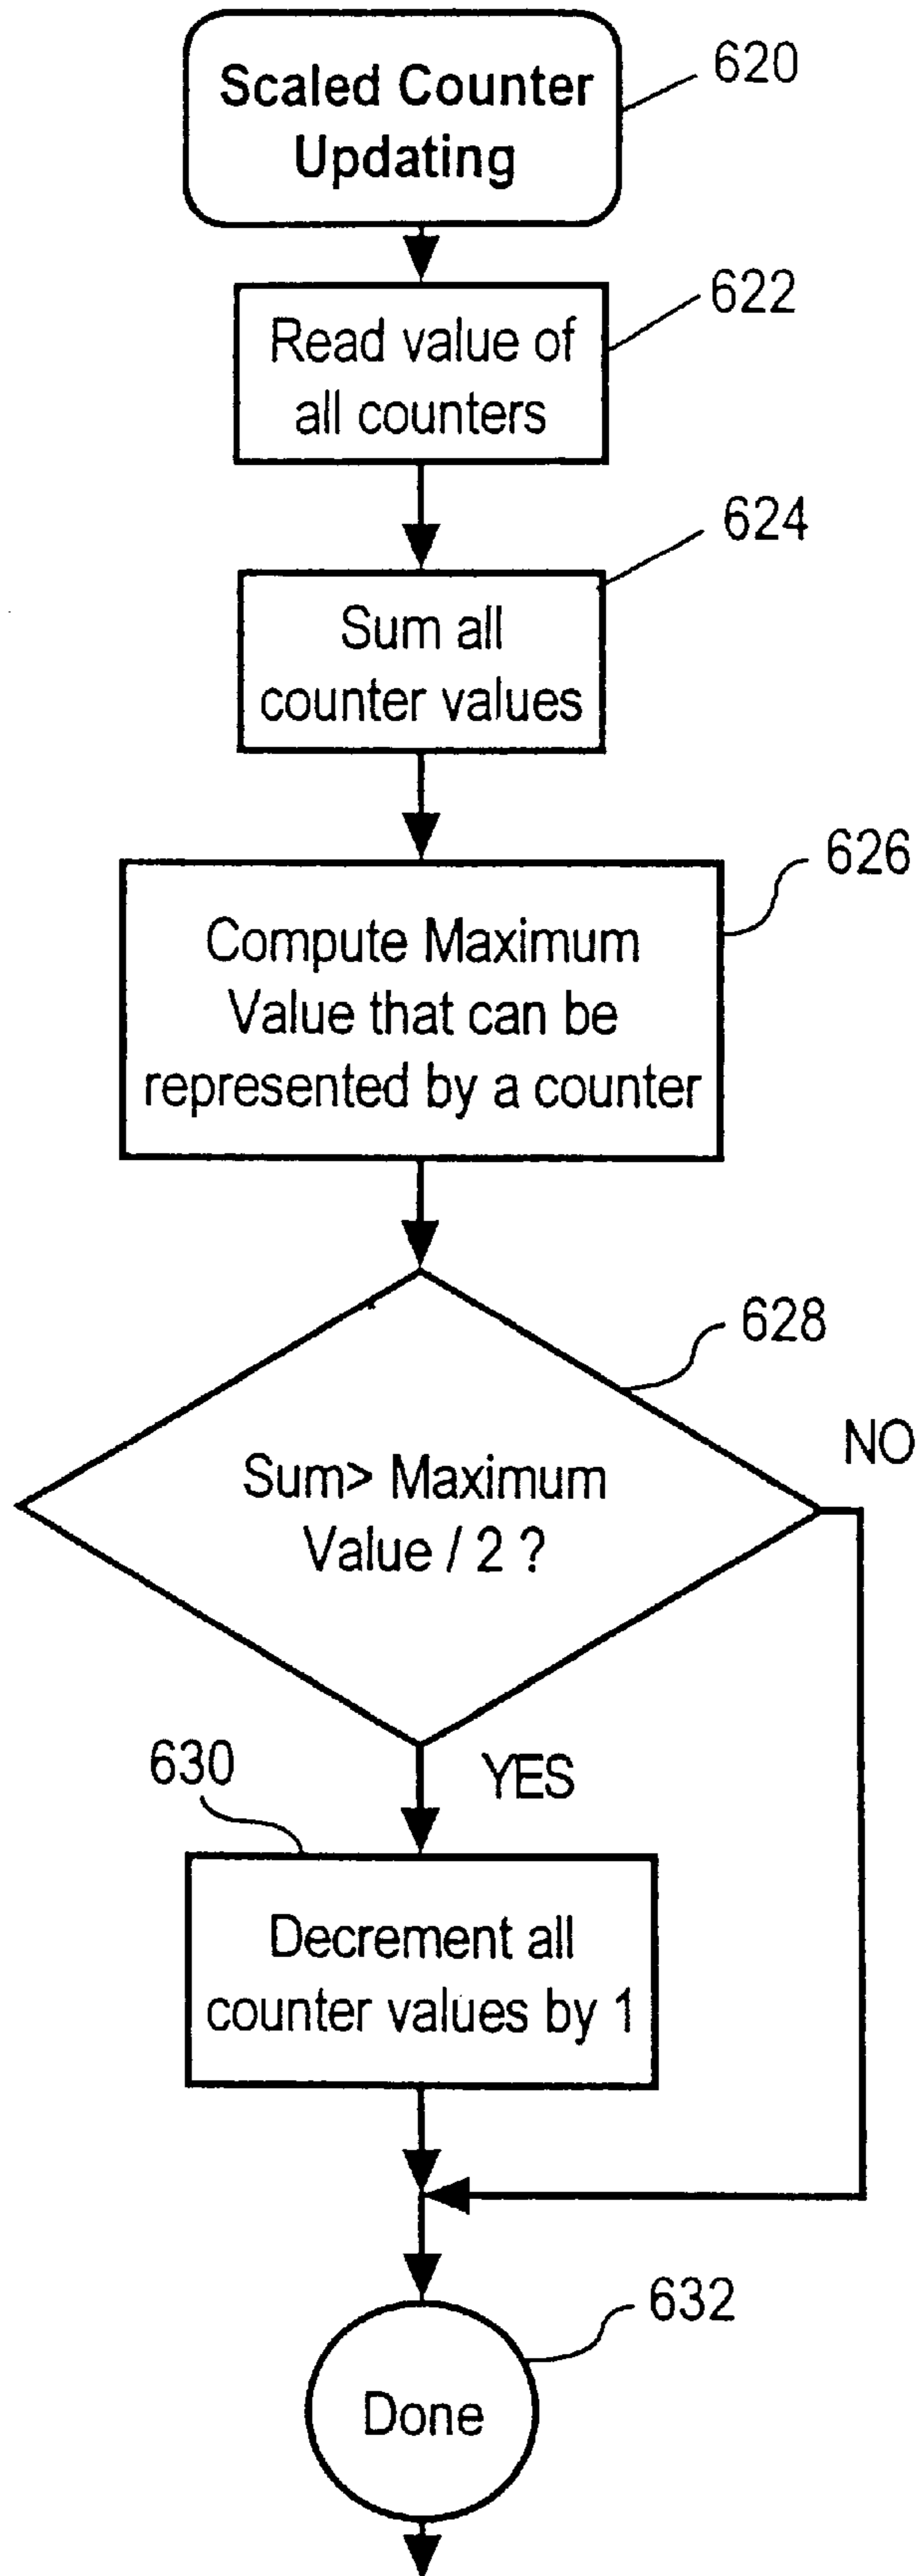 Scaled Counter
Updating
620
Read value of
all counters
622
Sum all
counter values
624
Compute Maximum
Value that can be
represented by a counter
626
Sum> Maximum
Value / 2 ?
628
NO
YES
630
Decrement all
counter values by 1
Done
632